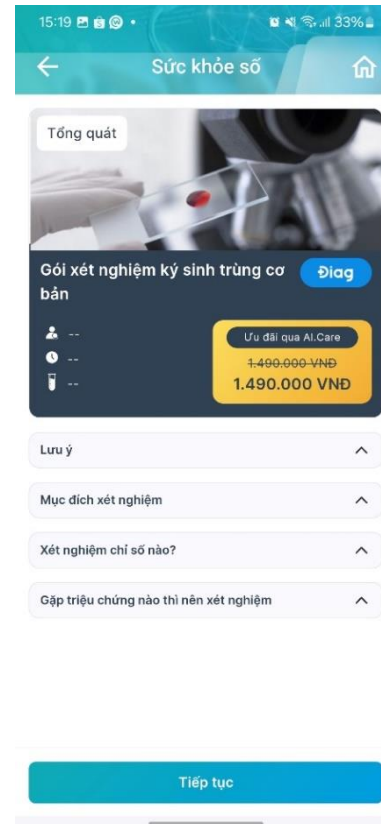 15:19
33%
Sức khỏe số
Tổng quát
Gói xét nghiệm ký sinh trùng cơ
bản
Điag
--
--
--
Ưu đãi qua AI.Care
1.490.000 VNĐ
1.490.000 VNĐ
Lưu ý
Mục đích xét nghiệm
Xét nghiệm chỉ số nào?
Gặp triệu chứng nào thì nên xét nghiệm
Tiếp tục